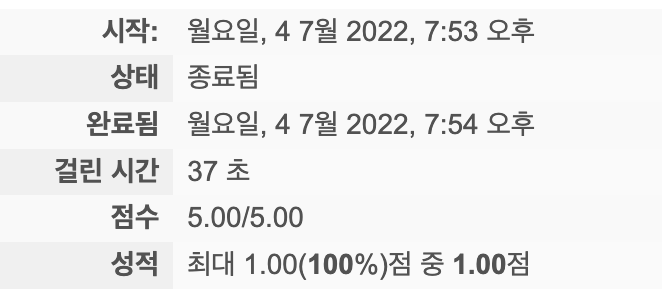 시작: 월요일, 4 7월 2022, 7:53 오후
상태 종료됨
완료됨 월요일, 4 7월 2022, 7:54 오후
걸린 시간 37 초
점수 5.00/5.00
성적 최대 1.00(100%)점 중 1.00점